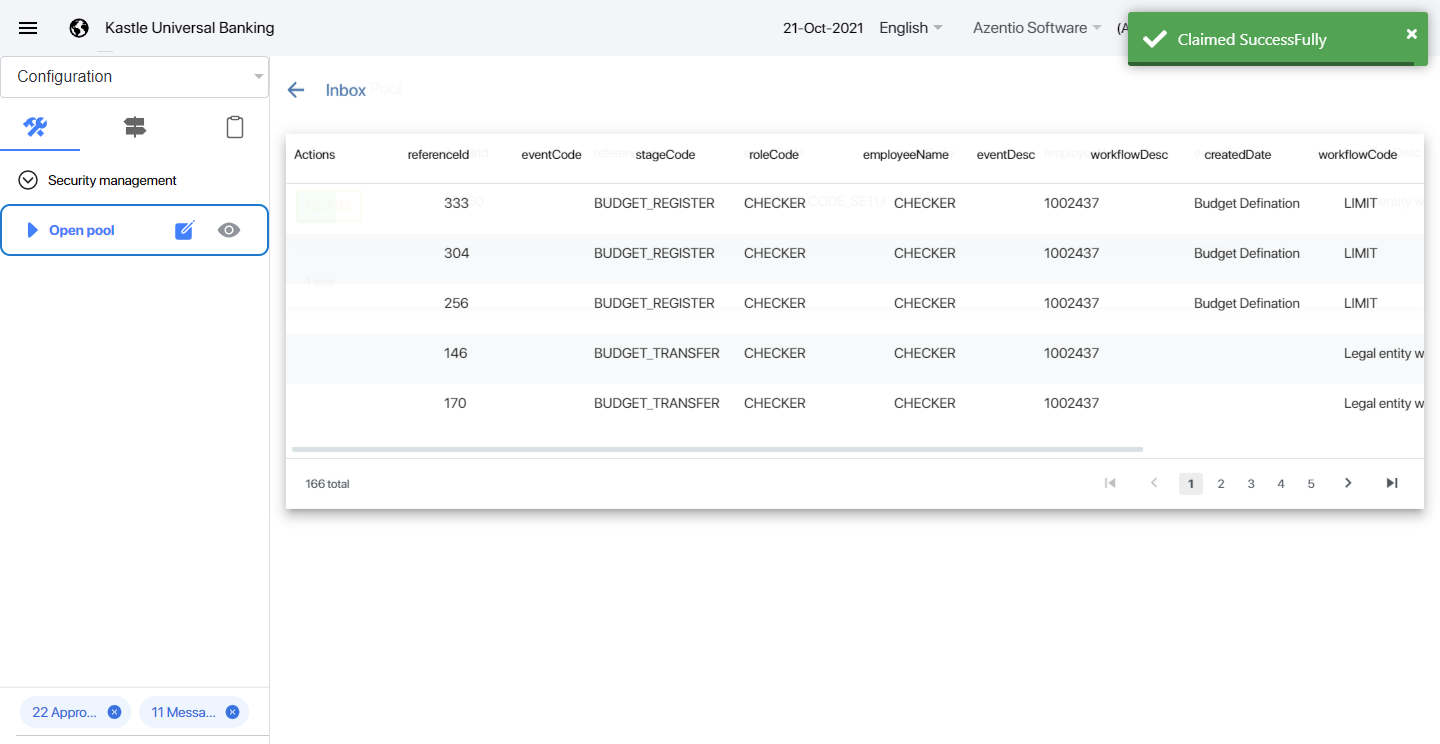 Kastle Universal Banking
21-Oct-2021 English Azentio Software
Claimed SuccessFully
Configuration
Inbox Pool
Security management
Open pool
Actions referenceId eventCode stageCode roleCode employeeName eventDesc workflowDesc createdDate workflowCode
333 BUDGET_REGISTER CHECKER CHECKER 1002437 Budget Defination LIMIT
304 BUDGET_REGISTER CHECKER CHECKER 1002437 Budget Defination LIMIT
256 BUDGET_REGISTER CHECKER CHECKER 1002437 Budget Defination LIMIT
146 BUDGET_TRANSFER CHECKER CHECKER 1002437 Legal entity w
170 BUDGET_TRANSFER CHECKER CHECKER 1002437 Legal entity w
166 total 1 2 3 4 5
22 Appro... 11 Messa...